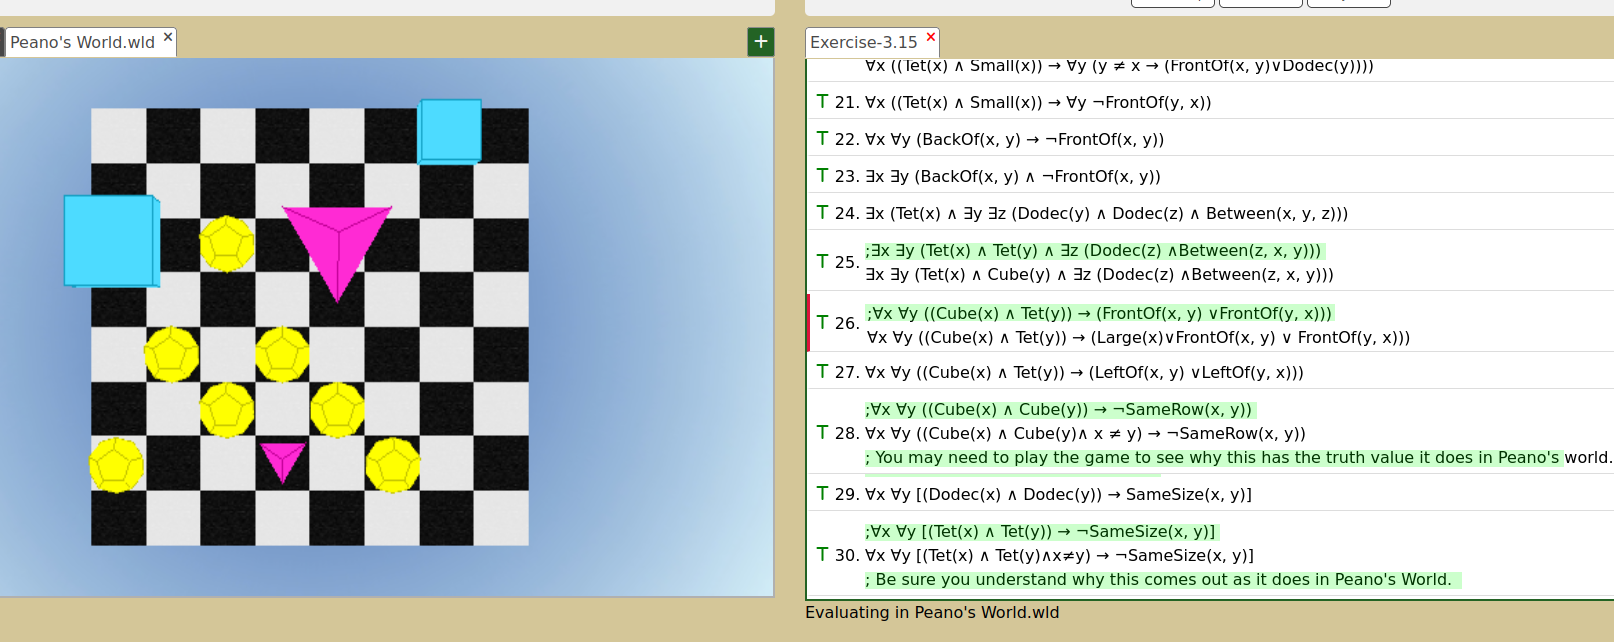 Peano's World.wld ×
+
Exercise-3.15 ×
∀x ((Tet(x) ∧ Small(x)) → ∀y (y ≠ x → (FrontOf(x, y)∨Dodec(y))))
T 21. ∀x ((Tet(x) ∧ Small(x)) → ∀y ¬FrontOf(y, x))
T 22. ∀x ∀y (BackOf(x, y) → ¬FrontOf(x, y))
T 23. ∃x ∃y (BackOf(x, y) ∧ ¬FrontOf(x, y))
T 24. ∃x (Tet(x) ∧ ∃y ∃z (Dodec(y) ∧ Dodec(z) ∧ Between(x, y, z)))
;∃x ∃y (Tet(x) ∧ Tet(y) ∧ ∃z (Dodec(z) ∧Between(z, x, y)))
T 25. ∃x ∃y (Tet(x) ∧ Cube(y) ∧ ∃z (Dodec(z) ∧Between(z, x, y)))
;∀x ∀y ((Cube(x) ∧ Tet(y)) → (FrontOf(x, y) ∨FrontOf(y, x)))
T 26. ∀x ∀y ((Cube(x) ∧ Tet(y)) → (Large(x)∨FrontOf(x, y) ∨ FrontOf(y, x)))
T 27. ∀x ∀y ((Cube(x) ∧ Tet(y)) → (LeftOf(x, y) ∨LeftOf(y, x)))
;∀x ∀y ((Cube(x) ∧ Cube(y)) → ¬SameRow(x, y))
T 28. ∀x ∀y ((Cube(x) ∧ Cube(y)∧ x ≠ y) → ¬SameRow(x, y))
; You may need to play the game to see why this has the truth value it does in Peano's world.
T 29. ∀x ∀y [(Dodec(x) ∧ Dodec(y)) → SameSize(x, y)]
;∀x ∀y [(Tet(x) ∧ Tet(y)) → ¬SameSize(x, y)]
T 30. ∀x ∀y [(Tet(x) ∧ Tet(y)∧x≠y) → ¬SameSize(x, y)]
; Be sure you understand why this comes out as it does in Peano's World.
Evaluating in Peano's World.wld